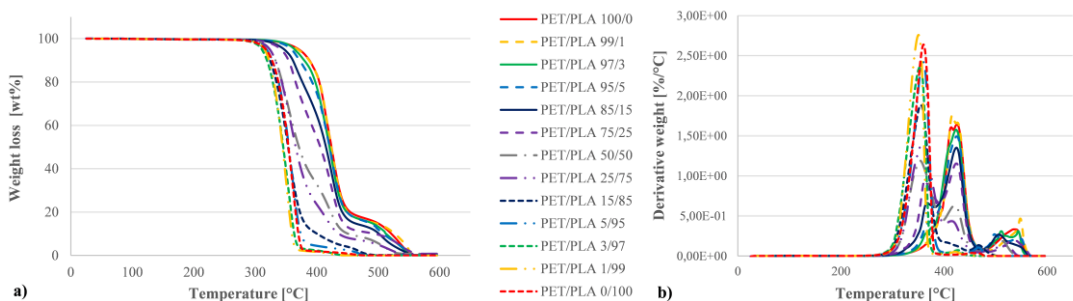 Weight loss [wt%]
100
80
60
40
20
0
0
100
200
300
400
500
600
a)
Temperature [°C]
PET/PLA 100/0
PET/PLA 99/1
PET/PLA 97/3
PET/PLA 95/5
PET/PLA 85/15
PET/PLA 75/25
PET/PLA 50/50
PET/PLA 25/75
PET/PLA 15/85
PET/PLA 5/95
PET/PLA 3/97
PET/PLA 1/99
PET/PLA 0/100
Derivative weight [%/°C]
3,00E+00
2,50E+00
2,00E+00
1,50E+00
1,00E+00
5,00E-01
0,00E+00
0
200
400
600
b)
Temperature [°C]